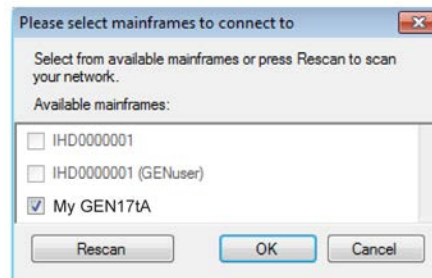 Please select mainframes to connect to
Select from available mainframes or press Rescan to scan
your network.
Available mainframes:
IHD0000001
IHD0000001 (GENuser)
My GEN17tA
Rescan OK Cancel